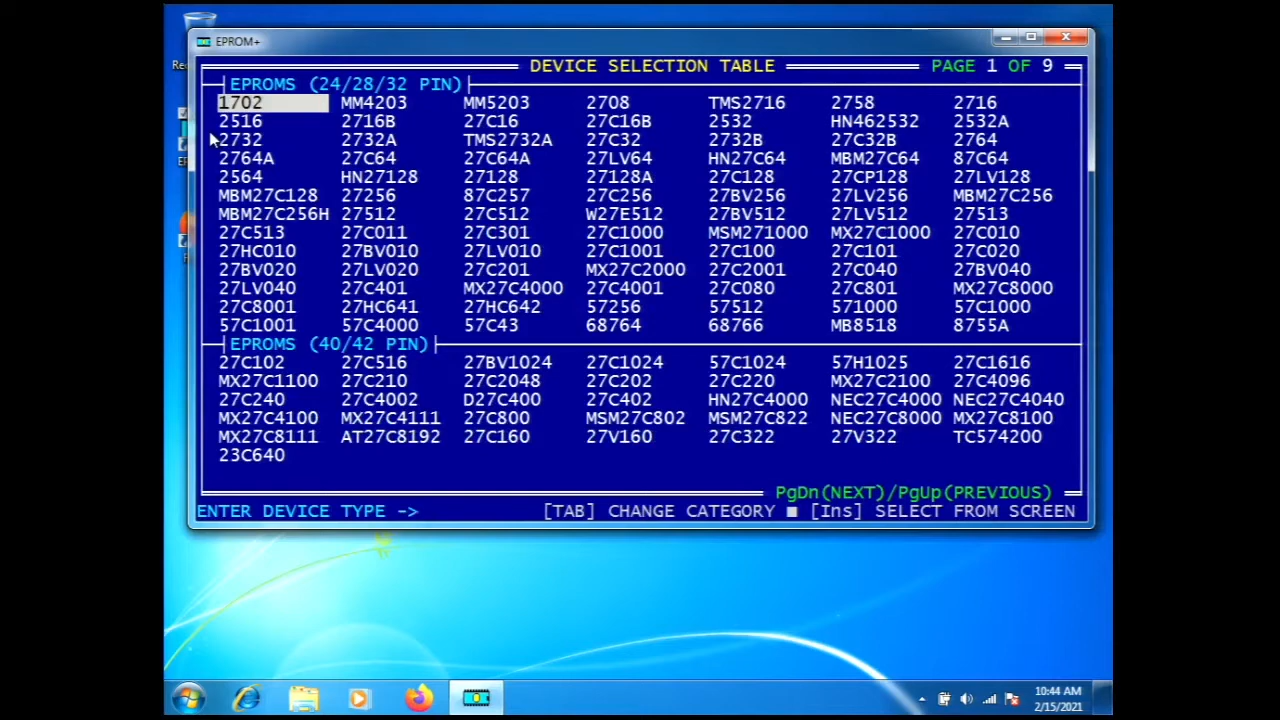 EPROM+
DEVICE SELECTION TABLE PAGE 1 OF 9
EPROMS (24/28/32 PIN)
1702 MM4203 MM5203 2708 TMS2716 2758 2716
2516 2716B 27C16 27C16B 2532 HN462532 2532A
2732 2732A TMS2732A 27C32 2732B 27C32B 2764
2764A 27C64 27C64A 27LV64 HN27C64 MBM27C64 87C64
2564 HN27128 27128 27128A 27C128 27CP128 27LV128
MBM27C128 27256 87C257 27C256 27BV256 27LV256 MBM27C256
MBM27C256H 27512 27C512 W27E512 27BV512 27LV512 27513
27C513 27C011 27C301 27C1000 MSM271000 MX27C1000 27C010
27HC010 27BV010 27LV010 27C1001 27C100 27C101 27C020
27BV020 27LV020 27C201 MX27C2000 27C2001 27C040 27BV040
27LV040 27C401 MX27C4000 27C4001 27C080 27C801 MX27C8000
27C8001 27HC641 27HC642 57256 57512 571000 57C1000
57C1001 57C4000 57C43 68764 68766 MB8518 8755A
EPROMS (40/42 PIN)
27C102 27C516 27BV1024 27C1024 57C1024 57H1025 27C1616
MX27C1100 27C210 27C2048 27C202 27C220 MX27C2100 27C4096
27C240 27C4002 D27C400 27C402 HN27C4000 NEC27C4000 NEC27C4040
MX27C4100 MX27C4111 27C800 MSM27C802 MSM27C822 NEC27C8000 MX27C8100
MX27C8111 AT27C8192 27C160 27V160 27C322 27V322 TC574200
23C640
PgDn(NEXT)/PgUp(PREVIOUS)
ENTER DEVICE TYPE -> [TAB] CHANGE CATEGORY ■ [Ins] SELECT FROM SCREEN
10:44 AM
2/15/2021